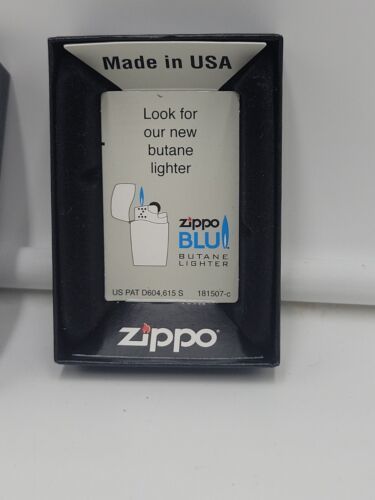 Made in USA
Look for
our new
butane
lighter
zippo
BLU
BUTANE
LIGHTER
US PAT D604,615 S 181507-c
zippo